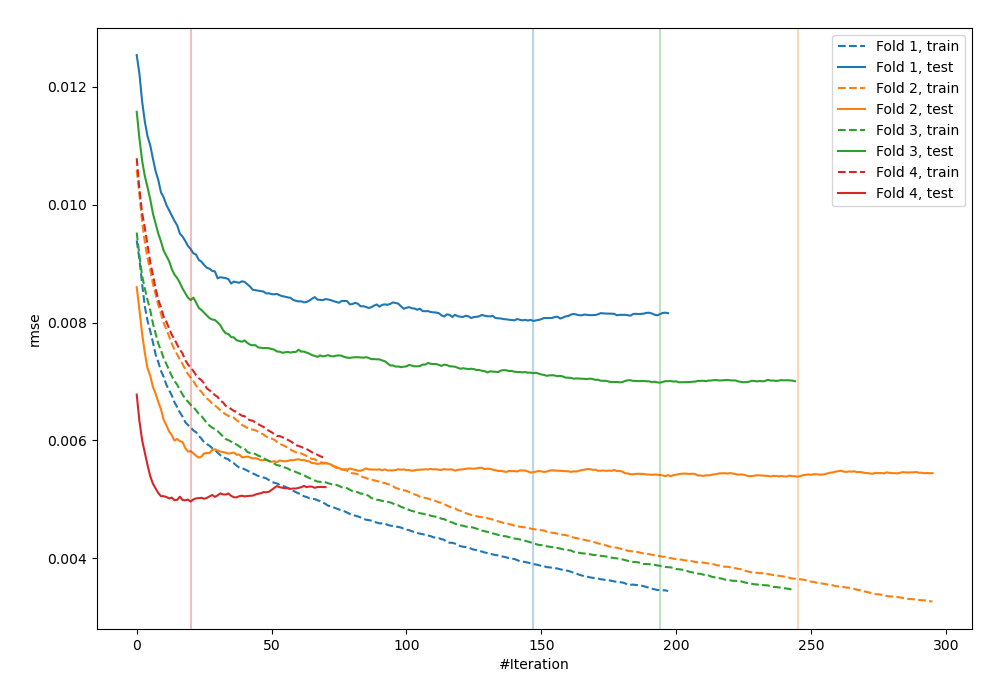 Fold 1, train
Fold 1, test
Fold 2, train
Fold 2, test
Fold 3, train
Fold 3, test
Fold 4, train
Fold 4, test
0.012
0.010
0.008
0.006
0.004
rmse
0 50 100 150 200 250 300
#Iteration